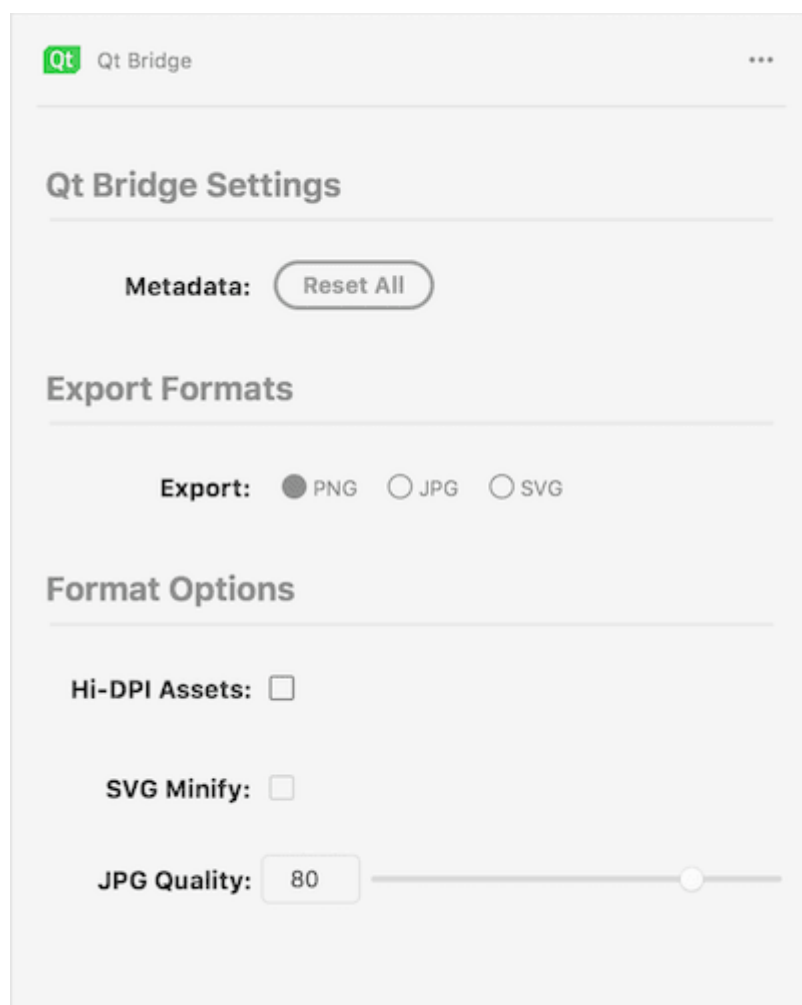 Qt Qt Bridge
Qt Bridge Settings
Metadata: Reset All
Export Formats
Export: PNG JPG SVG
Format Options
Hi-DPI Assets:
SVG Minify:
JPG Quality: 80